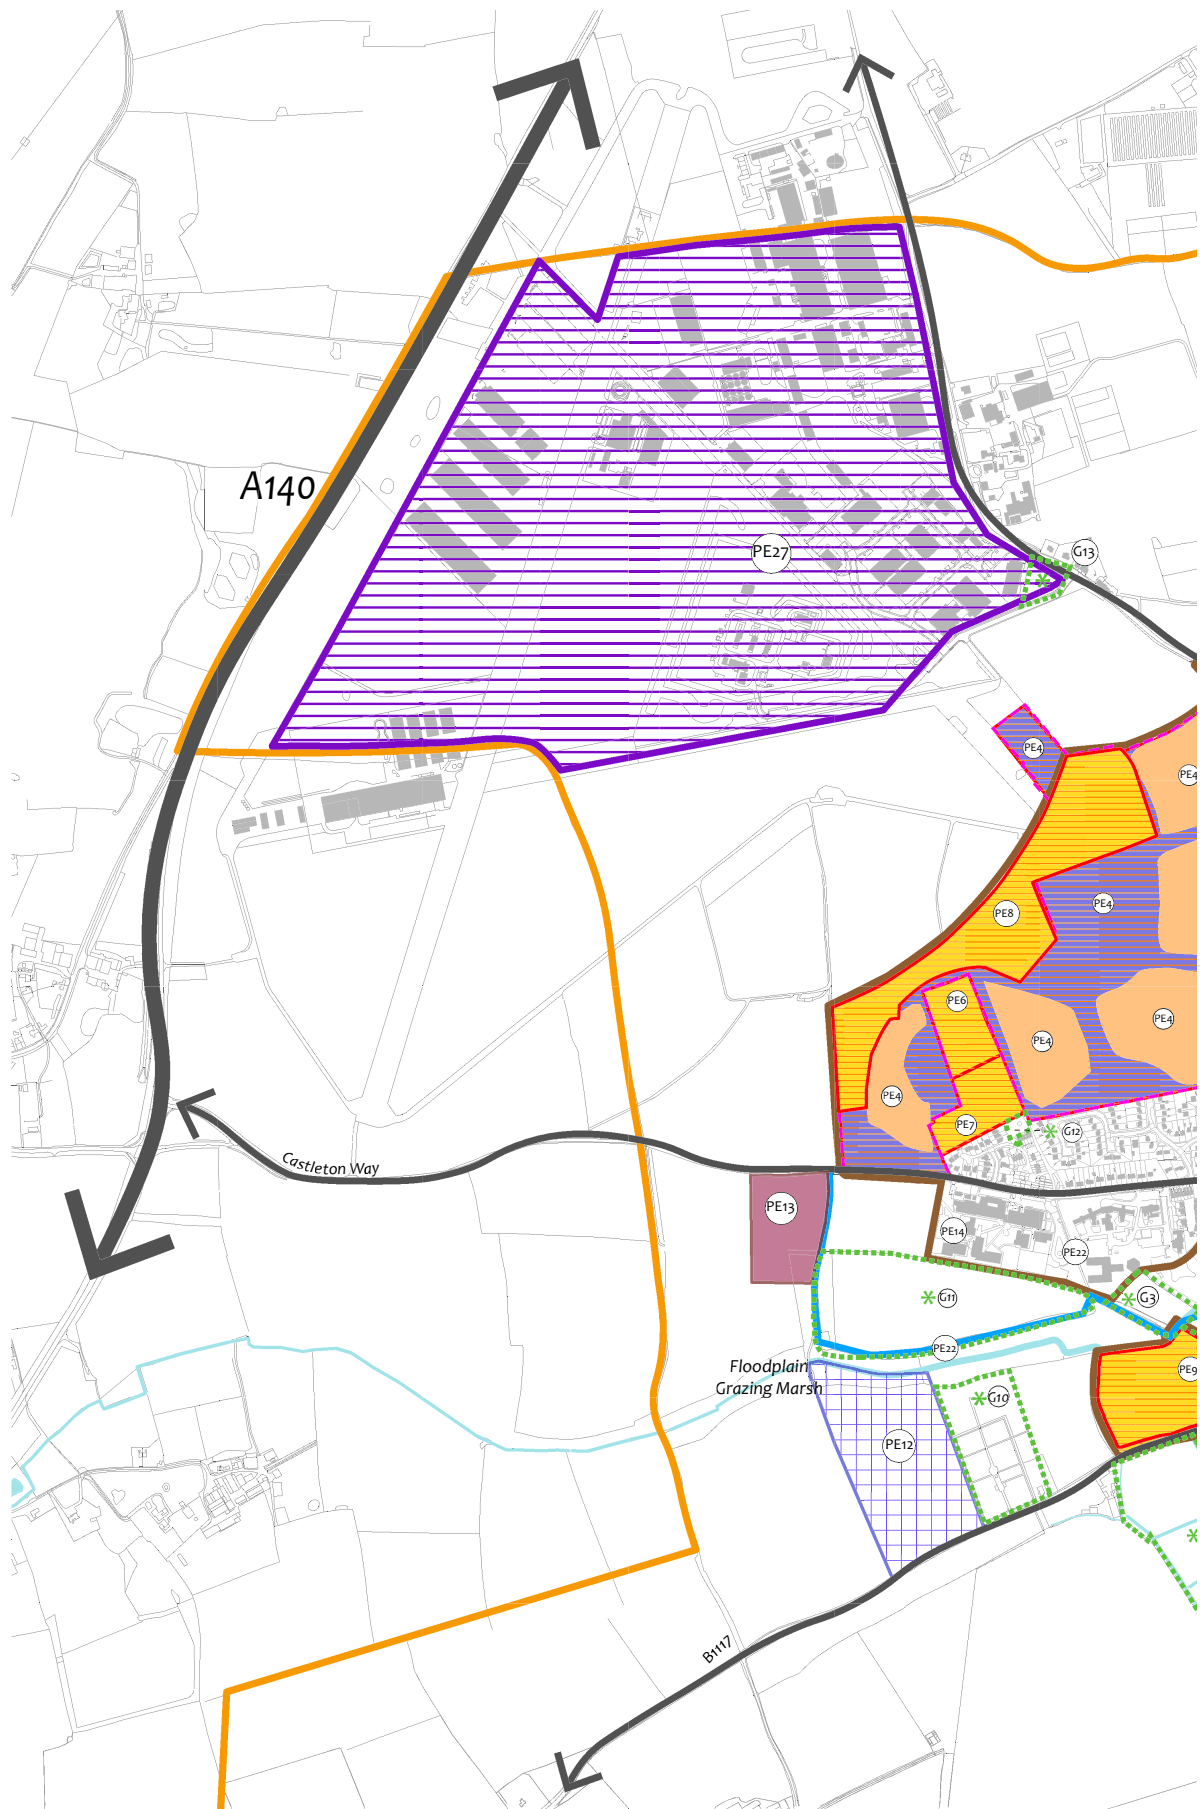 A140
PE27
G13
PE4
PE4
PE8
PE4
PE6
PE4
PE4
PE4
PE7
G12
Castleton Way
PE13
PE14
PE22
G11
G3
PE22
Floodplain
Grazing Marsh
PE9
G10
PE12
B1117